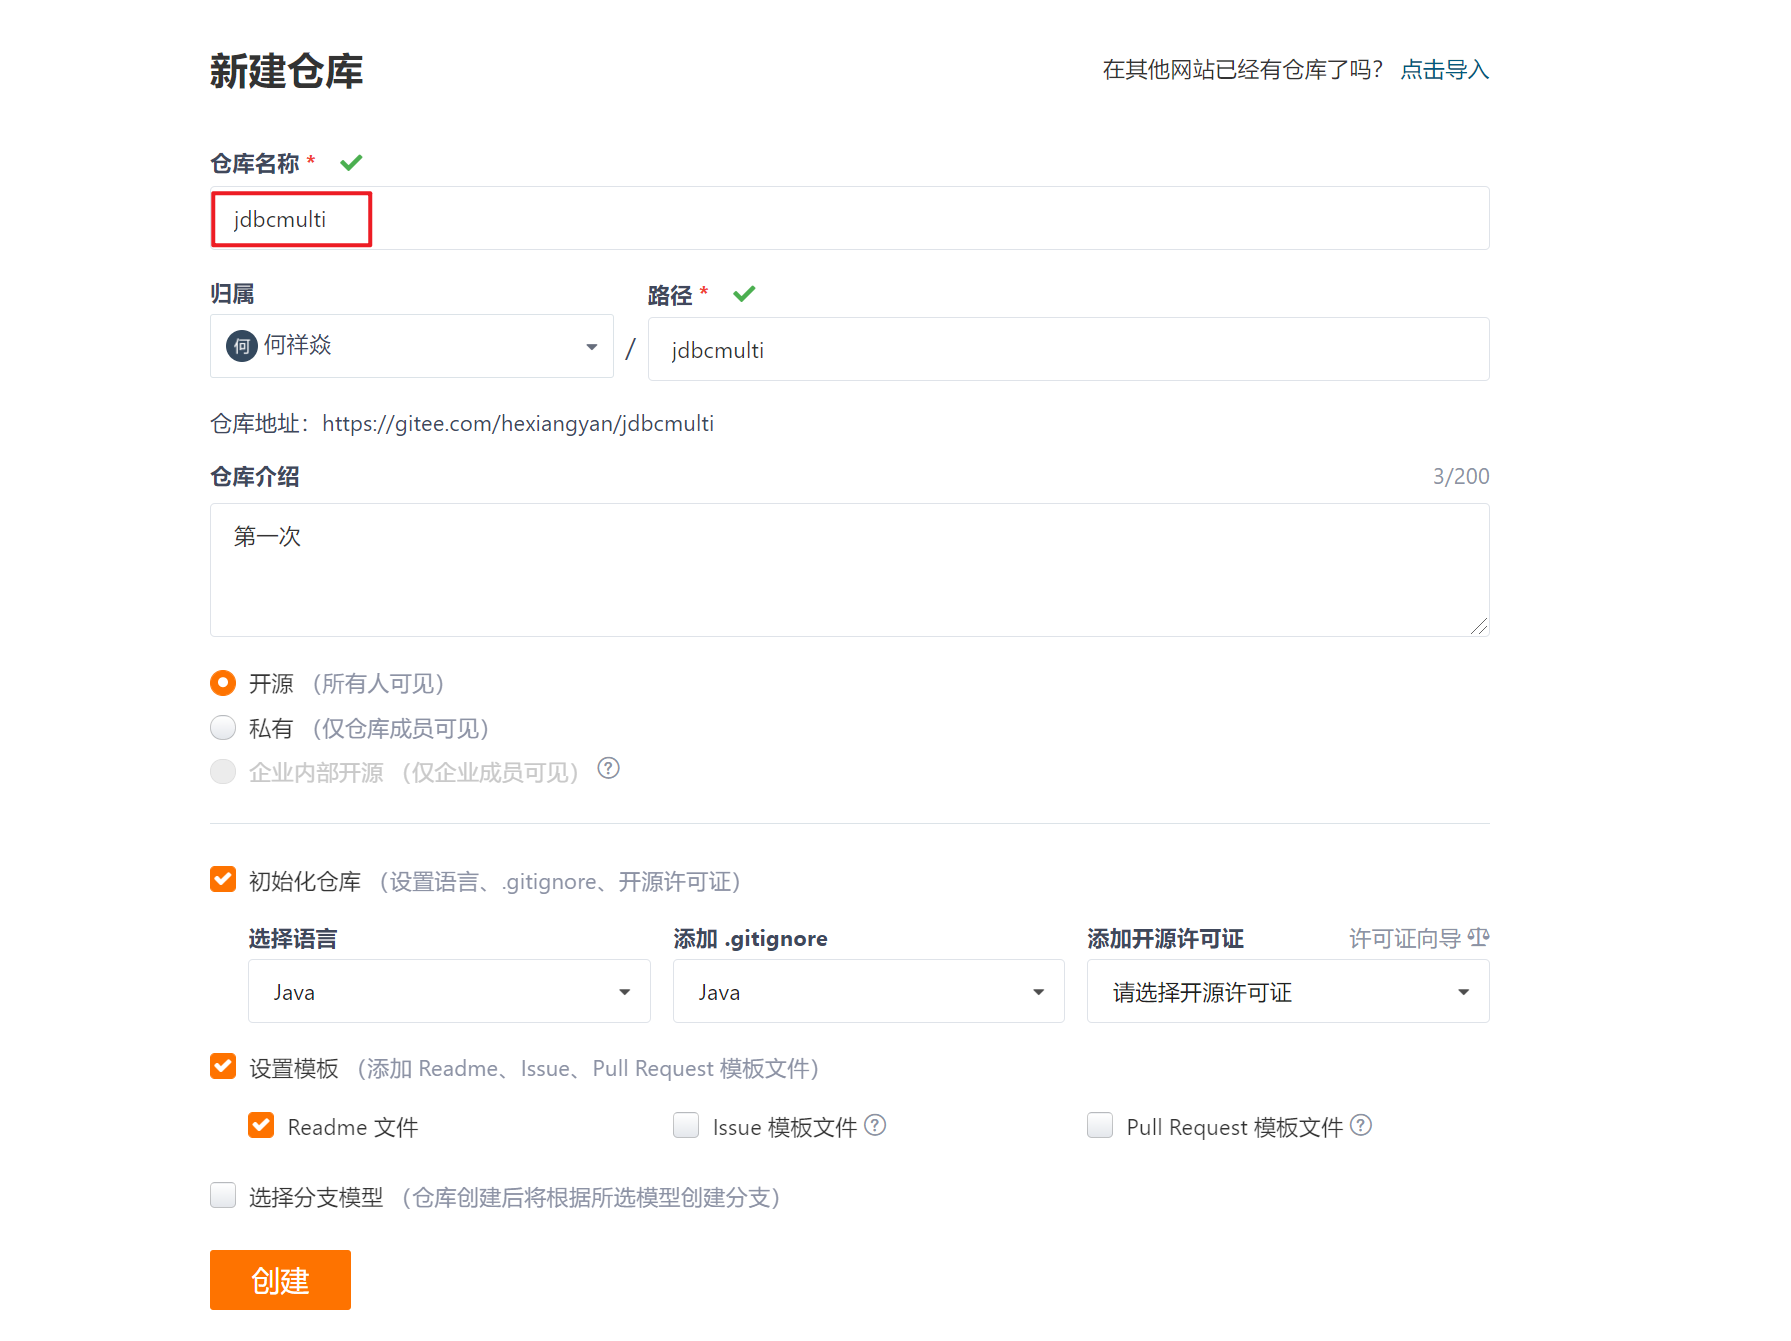 新建仓库
在其他网站已经有仓库了吗? 点击导入
仓库名称 *
jdbcmulti
归属
路径 *
何 何祥焱 / jdbcmulti
仓库地址：https://gitee.com/hexiangyan/jdbcmulti
仓库介绍 3/200
第一次
开源 （所有人可见）
私有 （仅仓库成员可见）
企业内部开源 （仅企业成员可见） ?
初始化仓库 （设置语言、.gitignore、开源许可证）
选择语言 添加 .gitignore 添加开源许可证 许可证向导
Java Java 请选择开源许可证
设置模板 （添加 Readme、Issue、Pull Request 模板文件）
Readme 文件 Issue 模板文件 ? Pull Request 模板文件 ?
选择分支模型 （仓库创建后将根据所选模型创建分支）
创建